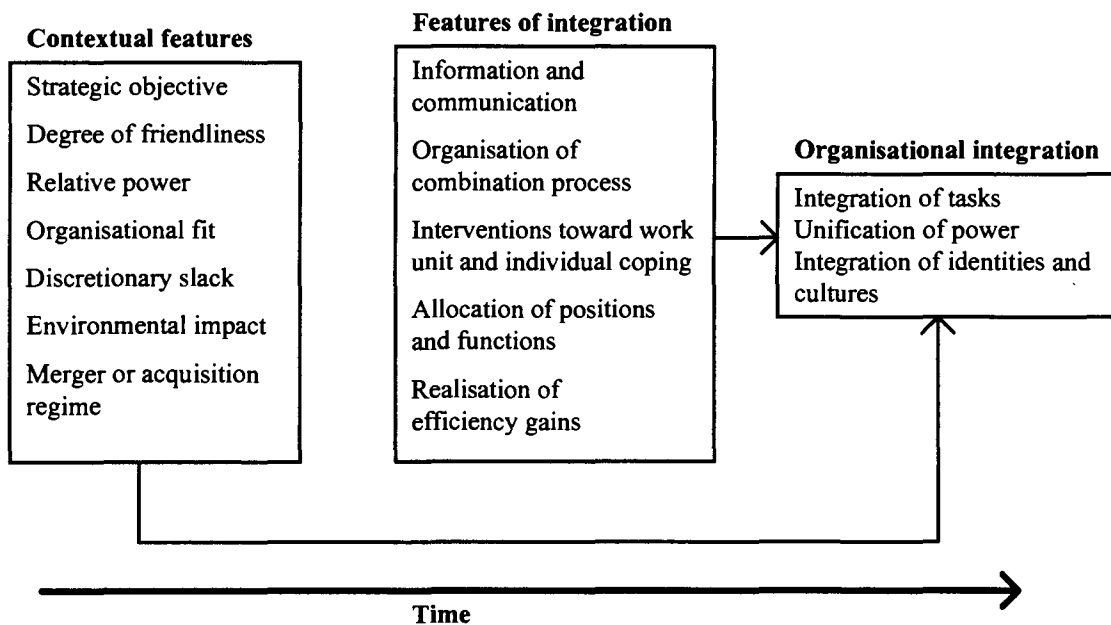 Contextual features
Strategic objective
Degree of friendliness
Relative power
Organisational fit
Discretionary slack
Environmental impact
Merger or acquisition
regime
Features of integration
Information and
communication
Organisation of
combination process
Interventions toward work
unit and individual coping
Allocation of positions
and functions
Realisation of
efficiency gains
Organisational integration
Integration of tasks
Unification of power
Integration of identities and
cultures
Time